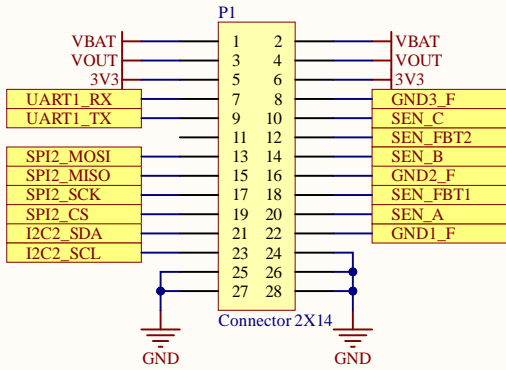 P1
VBAT 1 2 VBAT
VOUT 3 4 VOUT
3V3 5 6 3V3
UART1_RX 7 8 GND3_F
UART1_TX 9 10 SEN_C
11 12 SEN_FBT2
SPI2_MOSI 13 14 SEN_B
SPI2_MISO 15 16 GND2_F
SPI2_SCK 17 18 SEN_FBT1
SPI2_CS 19 20 SEN_A
I2C2_SDA 21 22 GND1_F
I2C2_SCL 23 24
25 26
27 28
Connector 2X14
GND GND